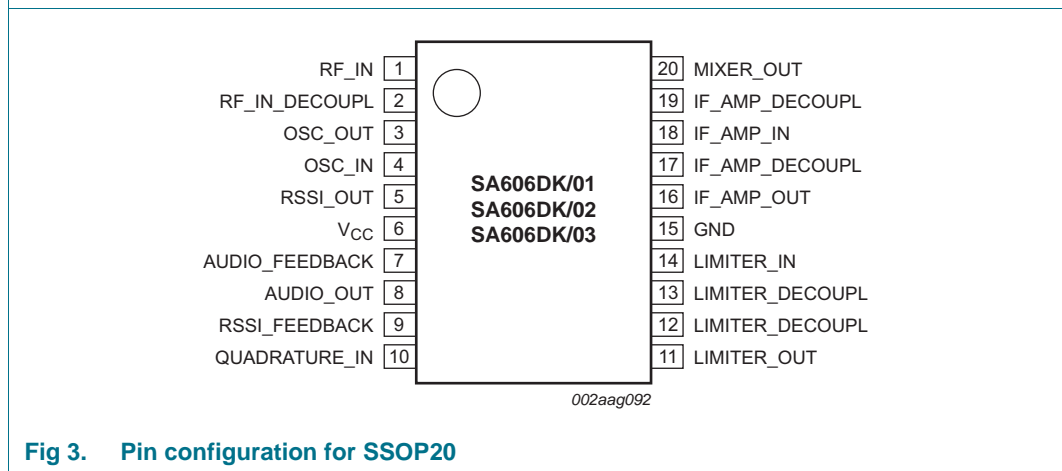 RF_IN 1
RF_IN_DECOUPL 2
OSC_OUT 3
OSC_IN 4
RSSI_OUT 5
VCC 6
AUDIO_FEEDBACK 7
AUDIO_OUT 8
RSSI_FEEDBACK 9
QUADRATURE_IN 10
SA606DK/01
SA606DK/02
SA606DK/03
20 MIXER_OUT
19 IF_AMP_DECOUPL
18 IF_AMP_IN
17 IF_AMP_DECOUPL
16 IF_AMP_OUT
15 GND
14 LIMITER_IN
13 LIMITER_DECOUPL
12 LIMITER_DECOUPL
11 LIMITER_OUT
002aag092
Fig 3. Pin configuration for SSOP20